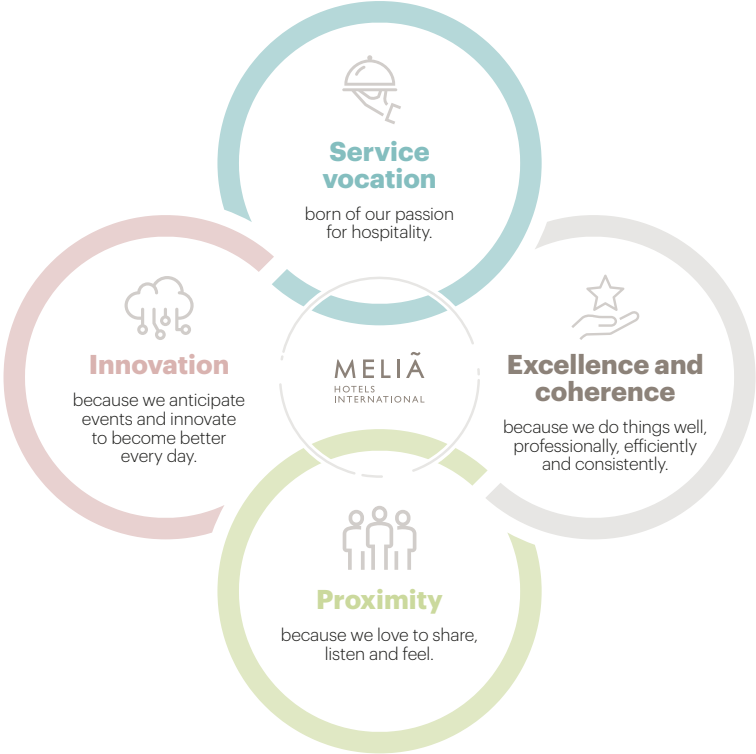 Service
vocation
born of our passion
for hospitality.
Innovation
because we anticipate
events and innovate
to become better
every day.
MELIÃ
HOTELS
INTERNATIONAL
Excellence and
coherence
because we do things well,
professionally, efficiently
and consistently.
Proximity
because we love to share,
listen and feel.